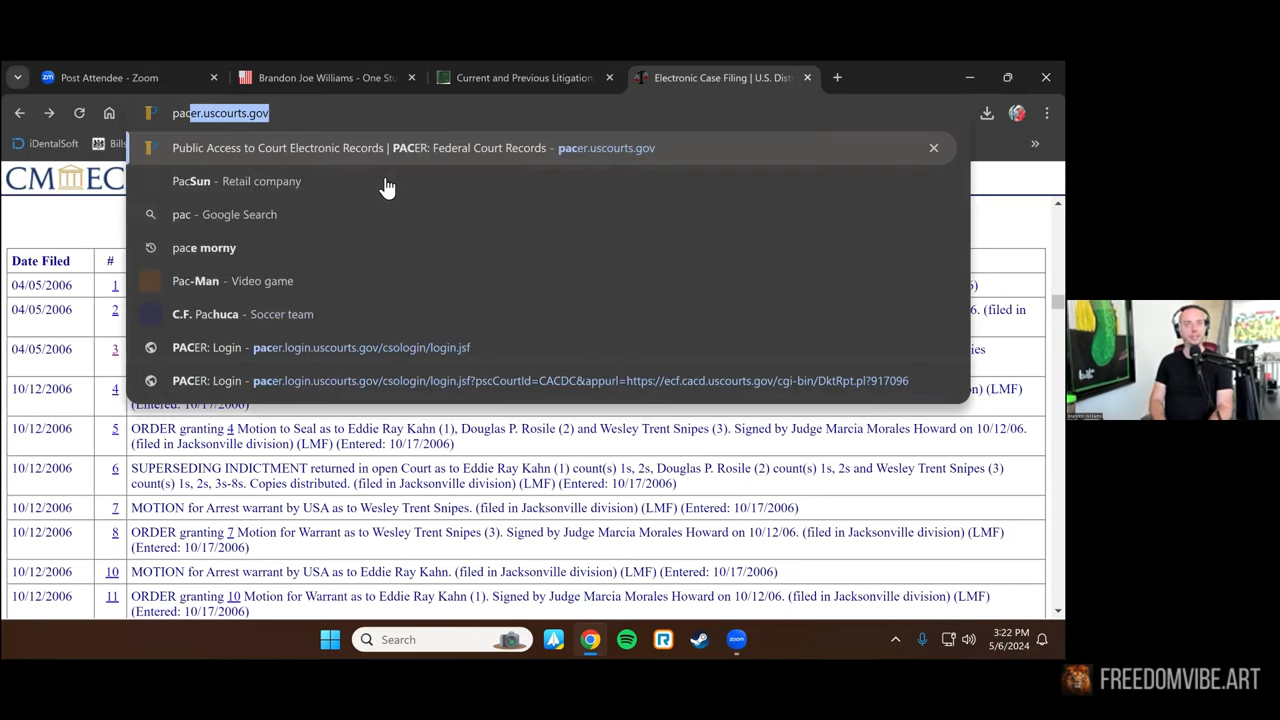 Post Attendee - Zoom
Brandon Joe Williams - One Stu
Current and Previous Litigation
Electronic Case Filing | U.S. Dist
pacer.uscourts.gov
iDentalSoft
Bills
Public Access to Court Electronic Records | PACER: Federal Court Records - pacer.uscourts.gov
CM EC
PacSun - Retail company
pac - Google Search
pace morny
Pac-Man - Video game
C.F. Pachuca - Soccer team
PACER: Login - pacer.login.uscourts.gov/csologin/login.jsf
PACER: Login - pacer.login.uscourts.gov/csologin/login.jsf?pscCourtId=CACDC&appurl=https://ecf.cacd.uscourts.gov/cgi-bin/DktRpt.pl?917096
Date Filed #
04/05/2006 1
04/05/2006 2 6. (filed in
04/05/2006 3 ies
10/12/2006 4 LMF)
(Entered: 10/17/2006)
10/12/2006 5 ORDER granting 4 Motion to Seal as to Eddie Ray Kahn (1), Douglas P. Rosile (2) and Wesley Trent Snipes (3). Signed by Judge Marcia Morales Howard on 10/12/06.
(filed in Jacksonville division) (LMF) (Entered: 10/17/2006)
10/12/2006 6 SUPERSEDING INDICTMENT returned in open Court as to Eddie Ray Kahn (1) count(s) 1s, 2s, Douglas P. Rosile (2) count(s) 1s, 2s and Wesley Trent Snipes (3)
count(s) 1s, 2s, 3s-8s. Copies distributed. (filed in Jacksonville division) (LMF) (Entered: 10/17/2006)
10/12/2006 7 MOTION for Arrest warrant by USA as to Wesley Trent Snipes. (filed in Jacksonville division) (LMF) (Entered: 10/17/2006)
10/12/2006 8 ORDER granting 7 Motion for Warrant as to Wesley Trent Snipes (3). Signed by Judge Marcia Morales Howard on 10/12/06. (filed in Jacksonville division) (LMF)
(Entered: 10/17/2006)
10/12/2006 10 MOTION for Arrest warrant by USA as to Eddie Ray Kahn. (filed in Jacksonville division) (LMF) (Entered: 10/17/2006)
10/12/2006 11 ORDER granting 10 Motion for Warrant as to Eddie Ray Kahn (1). Signed by Judge Marcia Morales Howard on 10/12/06. (filed in Jacksonville division) (LMF)
(Entered: 10/17/2006)
Brandon Williams
Search
zoom
3:22 PM
5/6/2024
FREEDOMVIBE.ART